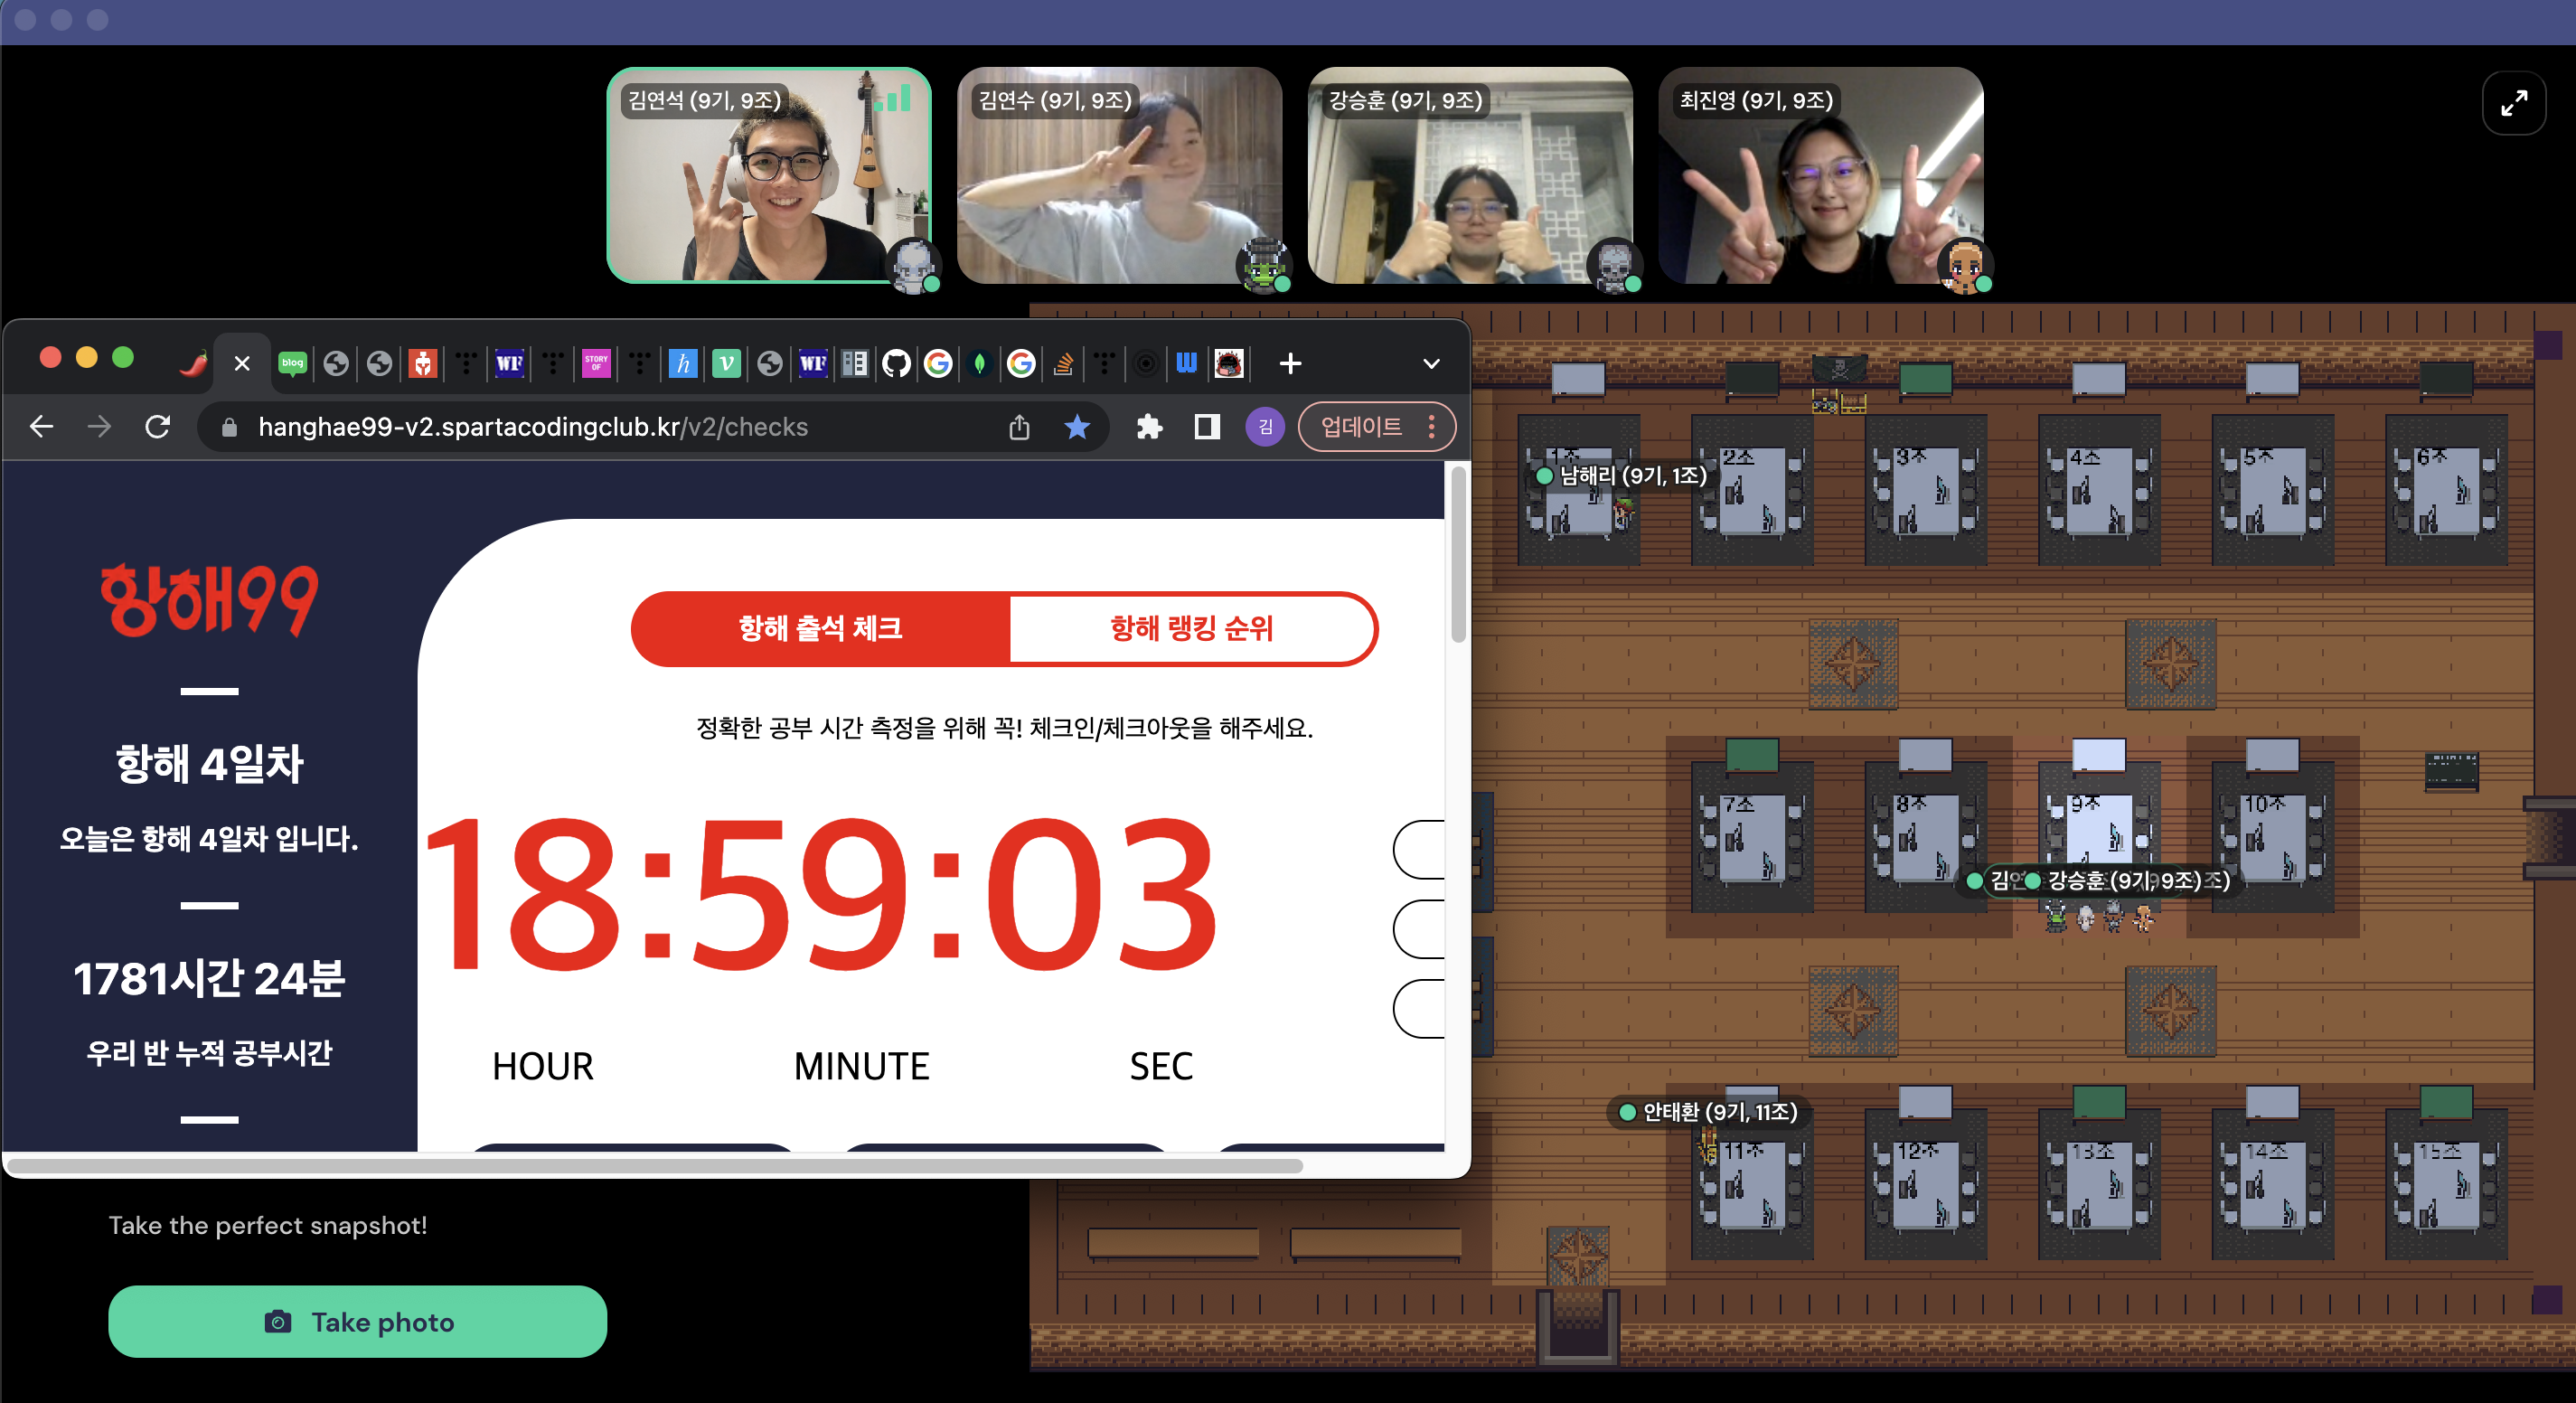 김연석 (9기, 9조)
김연수 (9기, 9조)
강승훈 (9기, 9조)
최진영 (9기, 9조)
blog
WF
STORY OF
h
v
WF
G
G
W
hanghae99-v2.spartacodingclub.kr/v2/checks
김
업데이트
항해99
항해 4일차
오늘은 항해 4일차 입니다.
1781시간 24분
우리 반 누적 공부시간
항해 출석 체크
항해 랭킹 순위
정확한 공부 시간 측정을 위해 꼭! 체크인/체크아웃을 해주세요.
18:59:03
HOUR
MINUTE
SEC
1조
2조
3조
4조
5조
6조
남해리 (9기, 1조)
7조
8조
9조
10조
강승훈 (9기, 9조)
안태환 (9기, 11조)
11조
12조
13조
14조
15조
Take the perfect snapshot!
Take photo